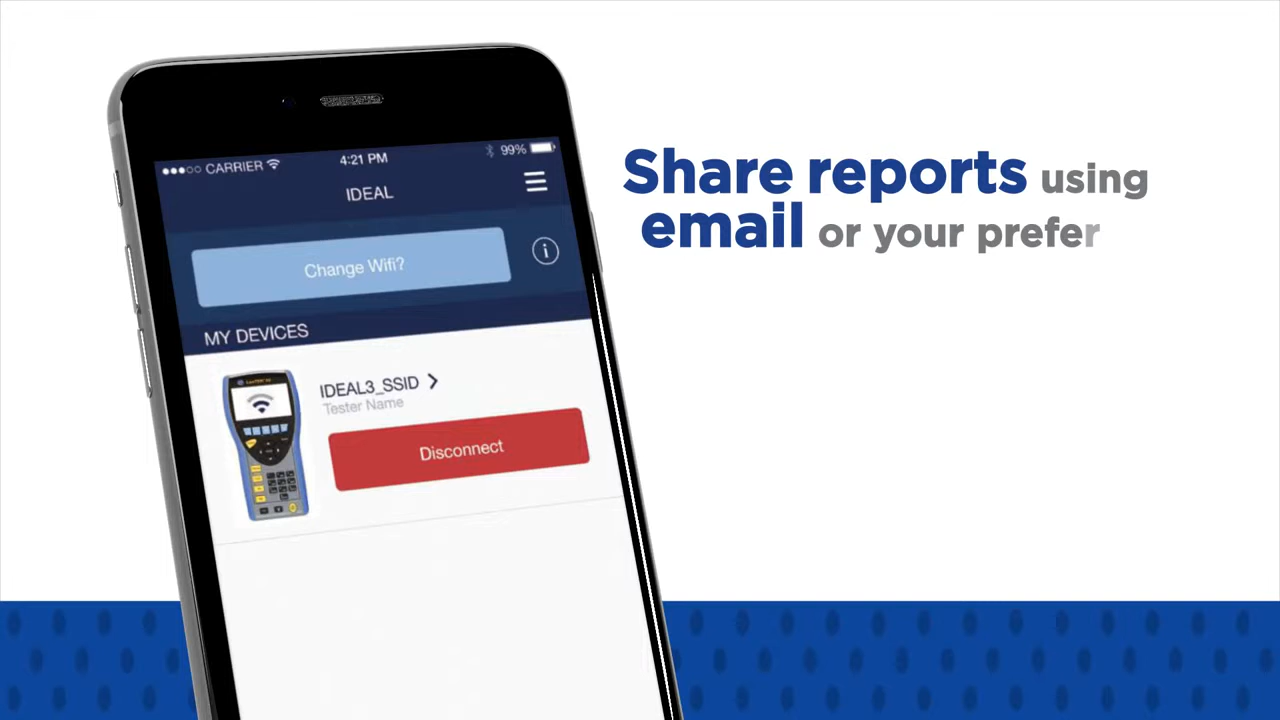 CARRIER 4:21 PM 99%
IDEAL
Change Wifi?
MY DEVICES
IDEAL3_SSID
Tester Name
Disconnect
Share reports using
email or your prefer